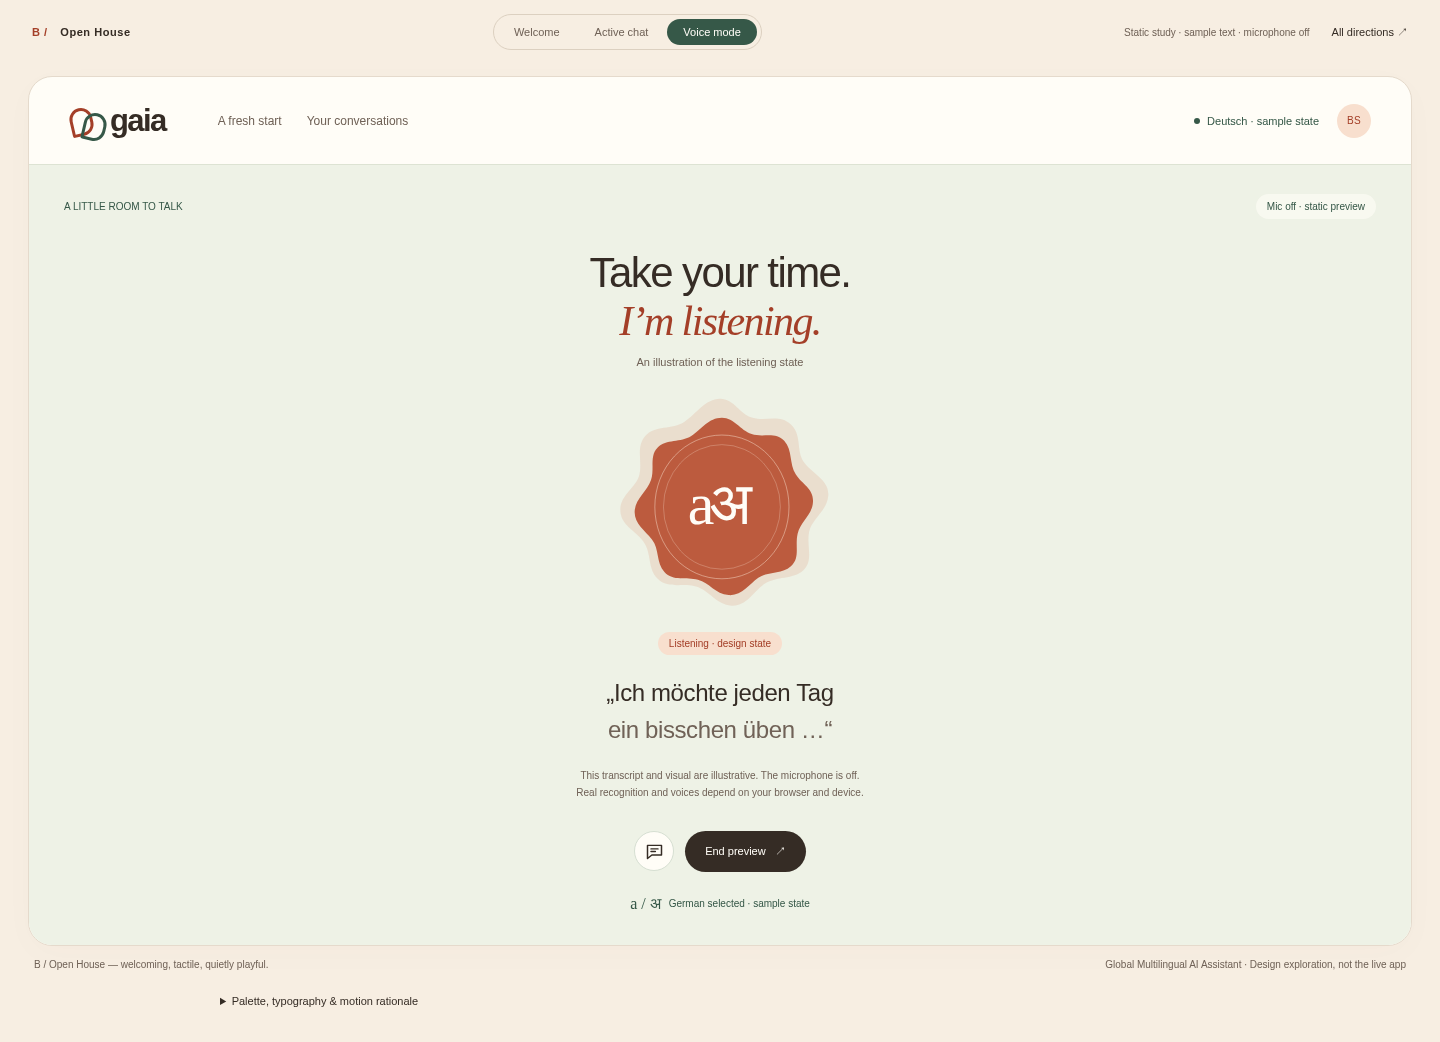 B / Open House
Welcome
Active chat
Voice mode
Static study · sample text · microphone off
All directions ↗
gaia
A fresh start
Your conversations
Deutsch · sample state
BS
A LITTLE ROOM TO TALK
Mic off · static preview
Take your time.
I’m listening.
An illustration of the listening state
aअ
Listening · design state
„Ich möchte jeden Tag
ein bisschen üben …“
This transcript and visual are illustrative. The microphone is off.
Real recognition and voices depend on your browser and device.
End preview ↗
a / अ German selected · sample state
B / Open House — welcoming, tactile, quietly playful.
Global Multilingual AI Assistant · Design exploration, not the live app
Palette, typography & motion rationale